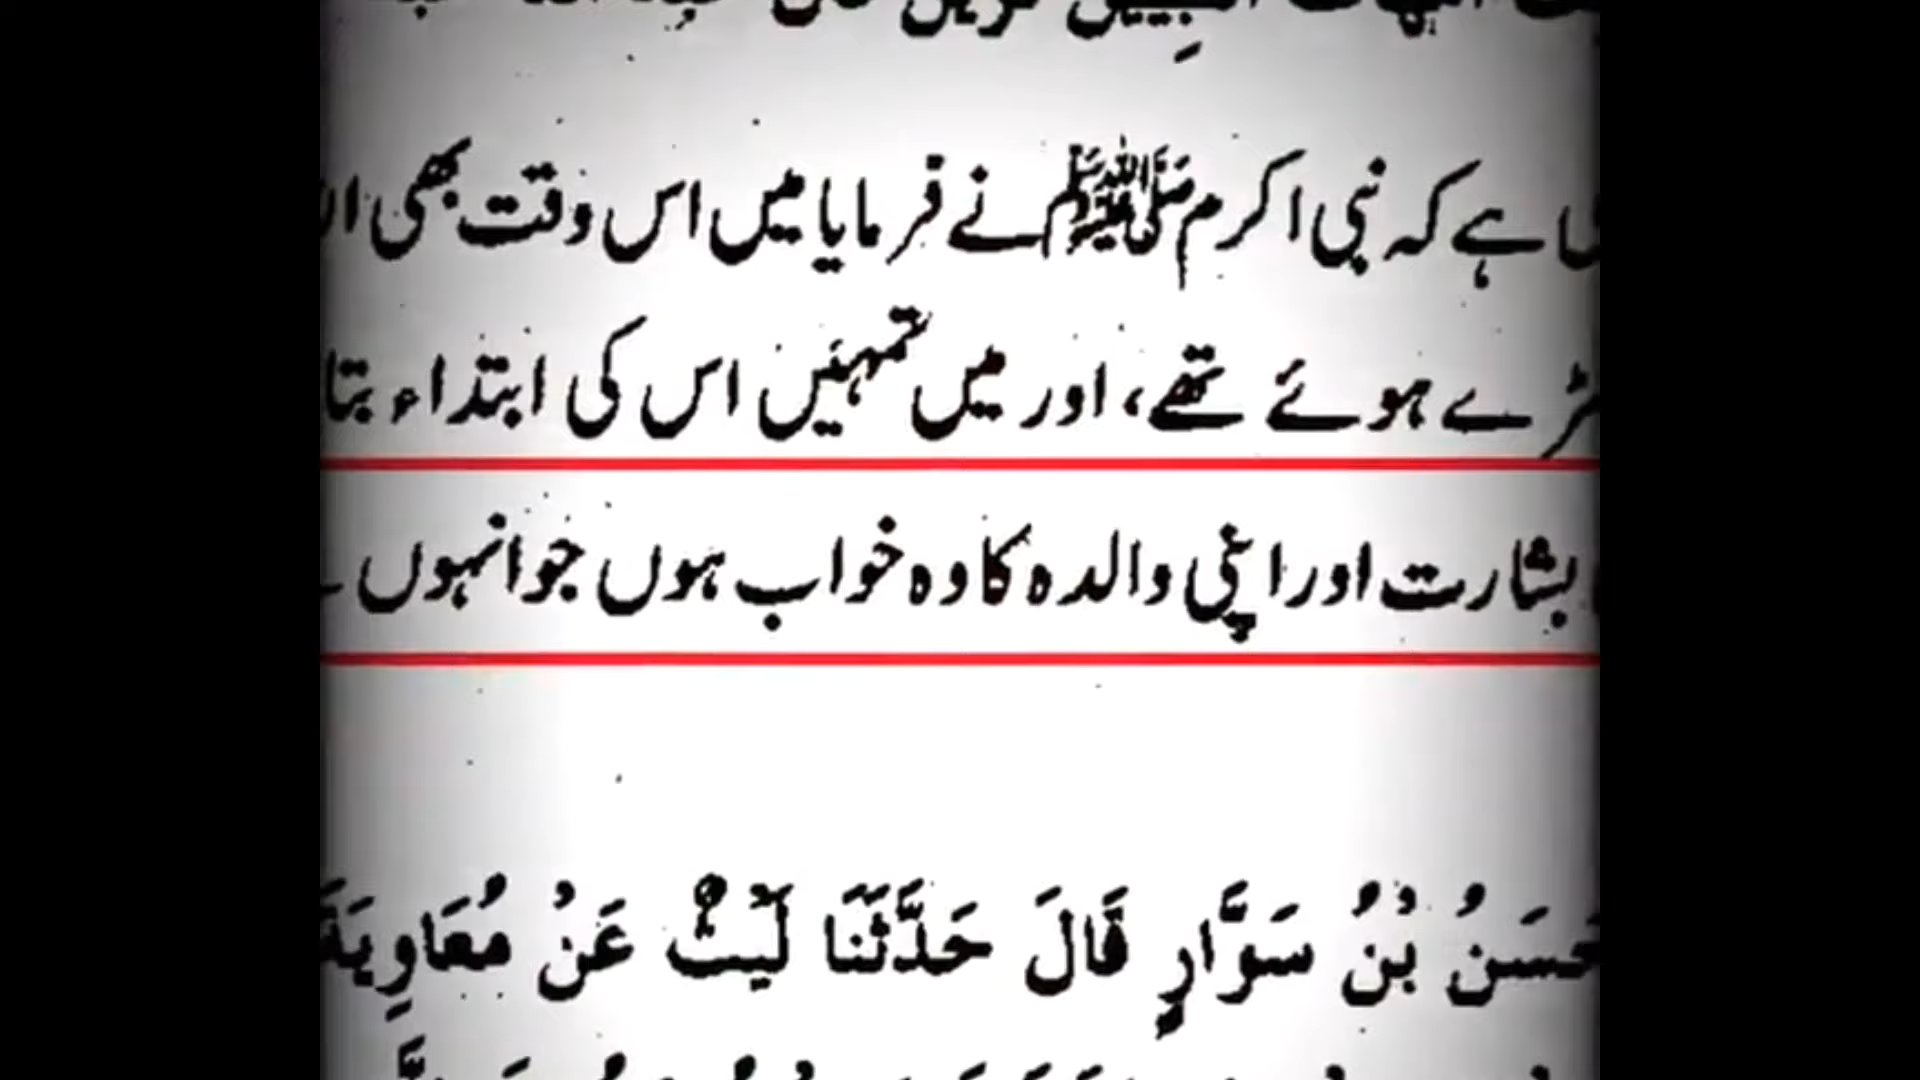 ہے کہ نبی اکرم ﷺ نے فرمایا میں اس وقت بھی
ے ہوئے تھے، اور میں تمہیں اس کی ابتداء بتا
بشارت اور اپنی والدہ کا وہ خواب ہوں جو انہوں
حَسَنُ بْنُ سَوَّارٍ قَالَ حَدَّثَنَا لَيْثٌ عَنْ مُعَاوِيَةَ